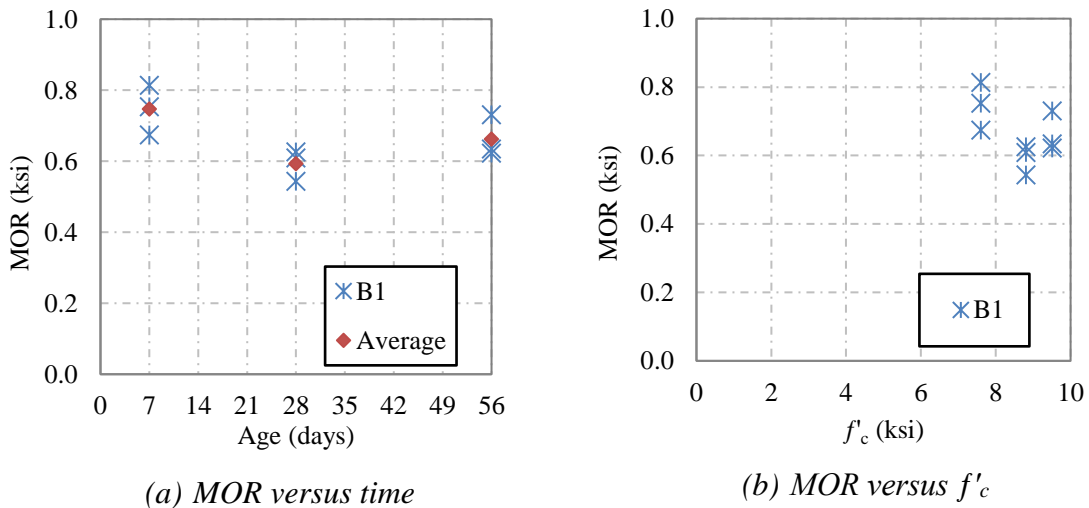 1.0
0.8
0.6
0.4
0.2
0.0
MOR (ksi)
0 7 14 21 28 35 42 49 56
Age (days)
B1
Average
(a) MOR versus time
1.0
0.8
0.6
0.4
0.2
0.0
MOR (ksi)
0 2 4 6 8 10
f'c (ksi)
B1
(b) MOR versus f'c